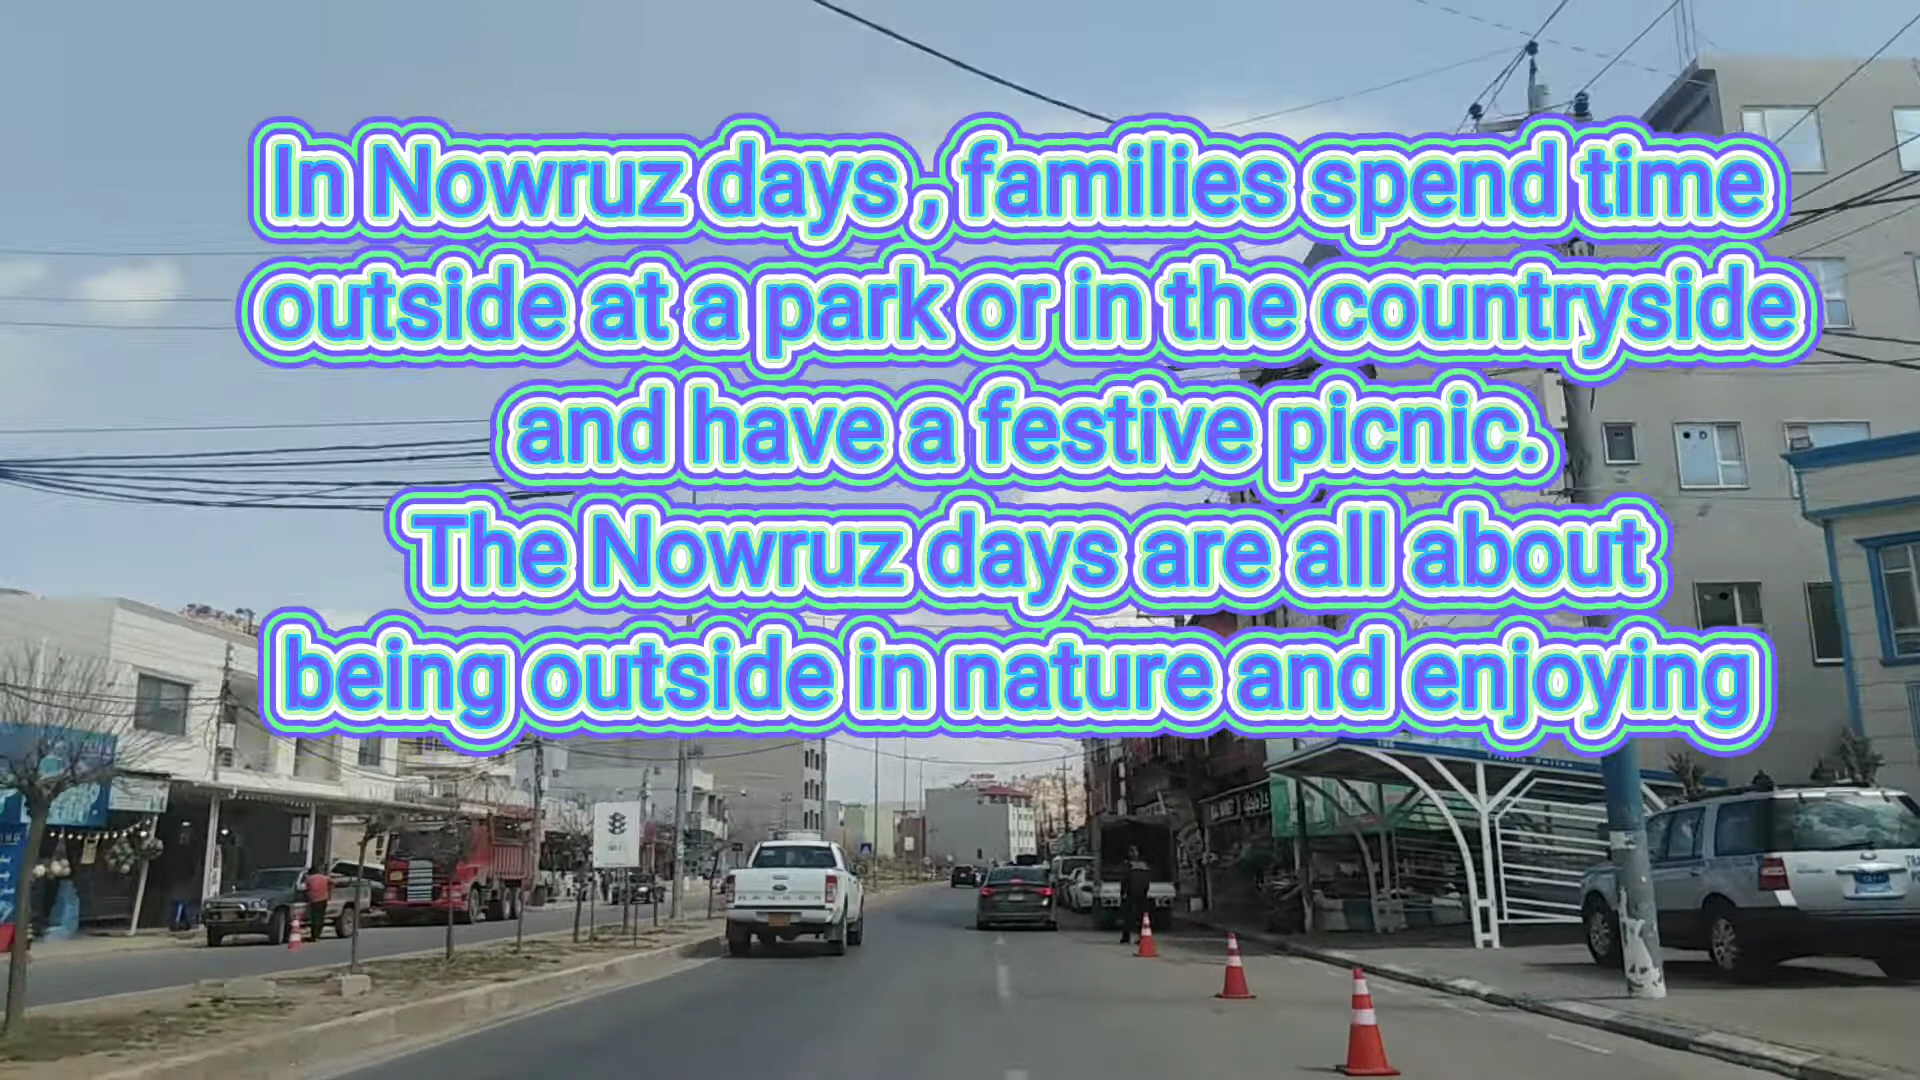 In Nowruz days , families spend time
outside at a park or in the countryside
and have a festive picnic.
The Nowruz days are all about
being outside in nature and enjoying
RANGER